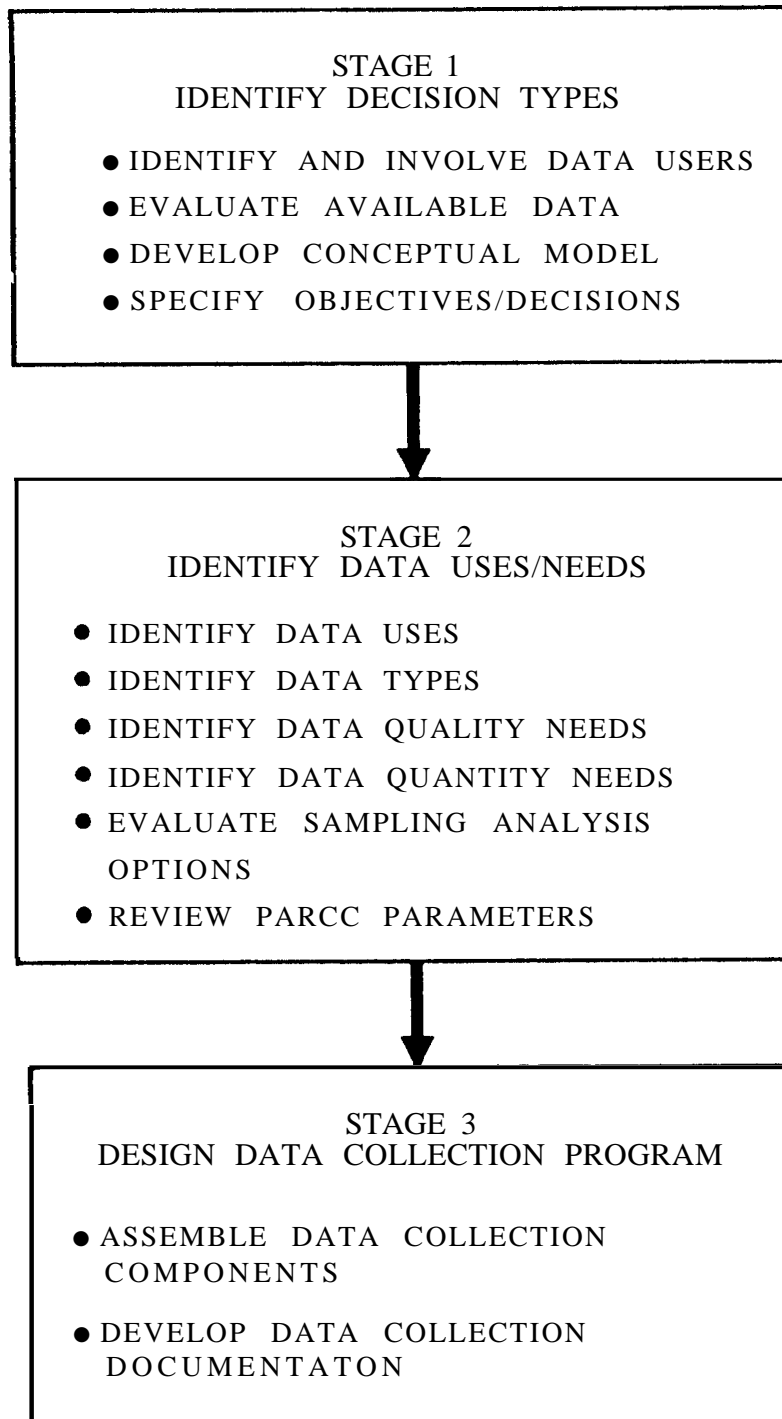 STAGE 1
IDENTIFY DECISION TYPES
● IDENTIFY AND INVOLVE DATA USERS
● EVALUATE AVAILABLE DATA
● DEVELOP CONCEPTUAL MODEL
● SPECIFY OBJECTIVES/DECISIONS
STAGE 2
IDENTIFY DATA USES/NEEDS
● IDENTIFY DATA USES
● IDENTIFY DATA TYPES
● IDENTIFY DATA QUALITY NEEDS
● IDENTIFY DATA QUANTITY NEEDS
● EVALUATE SAMPLING ANALYSIS
OPTIONS
● REVIEW PARCC PARAMETERS
STAGE 3
DESIGN DATA COLLECTION PROGRAM
● ASSEMBLE DATA COLLECTION
COMPONENTS
● DEVELOP DATA COLLECTION
DOCUMENTATON